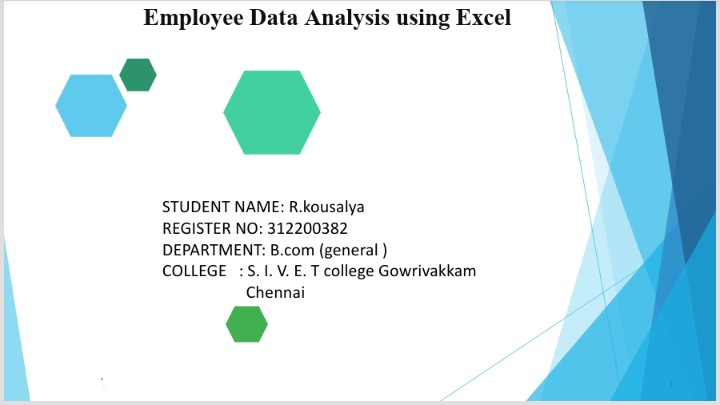 Employee Data Analysis using Excel
STUDENT NAME: R.kousalya
REGISTER NO: 312200382
DEPARTMENT: B.com (general )
COLLEGE : S. I. V. E. T college Gowrivakkam
Chennai